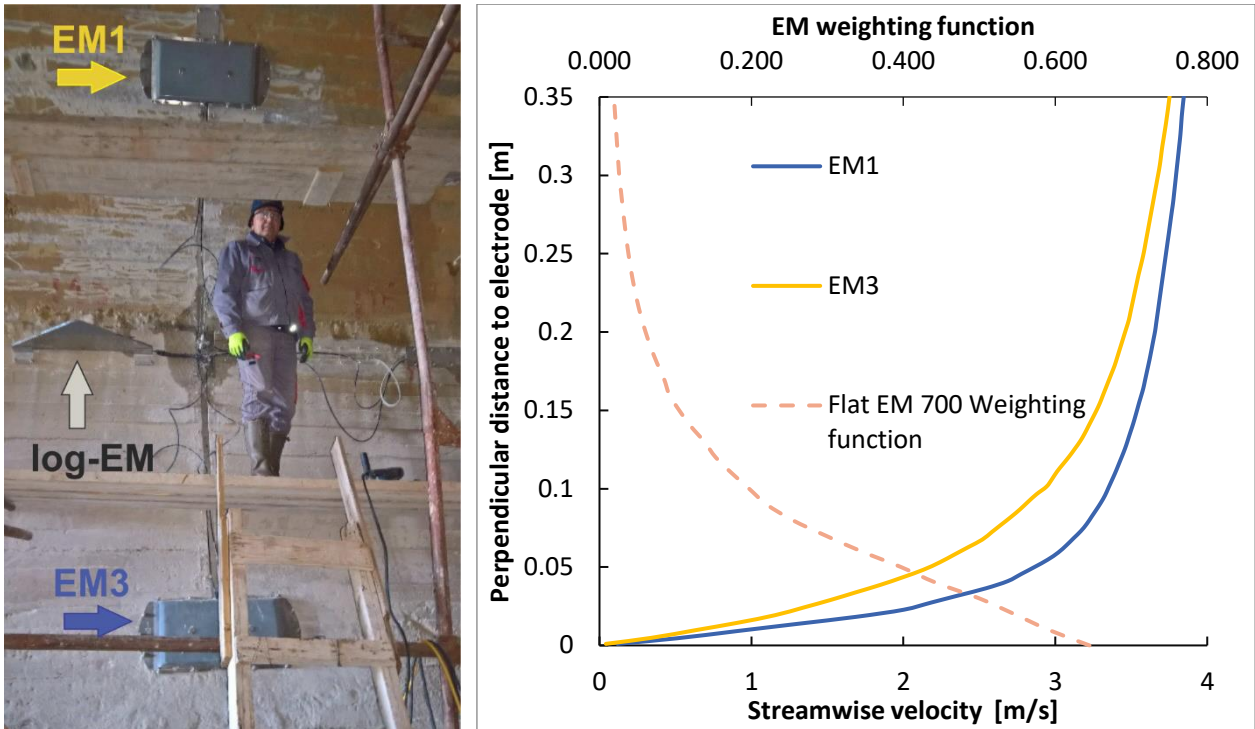 EM1
log-EM
EM3
EM weighting function
0.000 0.200 0.400 0.600 0.800
Perpendicular distance to electrode [m]
0.35
0.3
0.25
0.2
0.15
0.1
0.05
0
EM1
EM3
Flat EM 700 Weighting
function
0 1 2 3 4
Streamwise velocity [m/s]